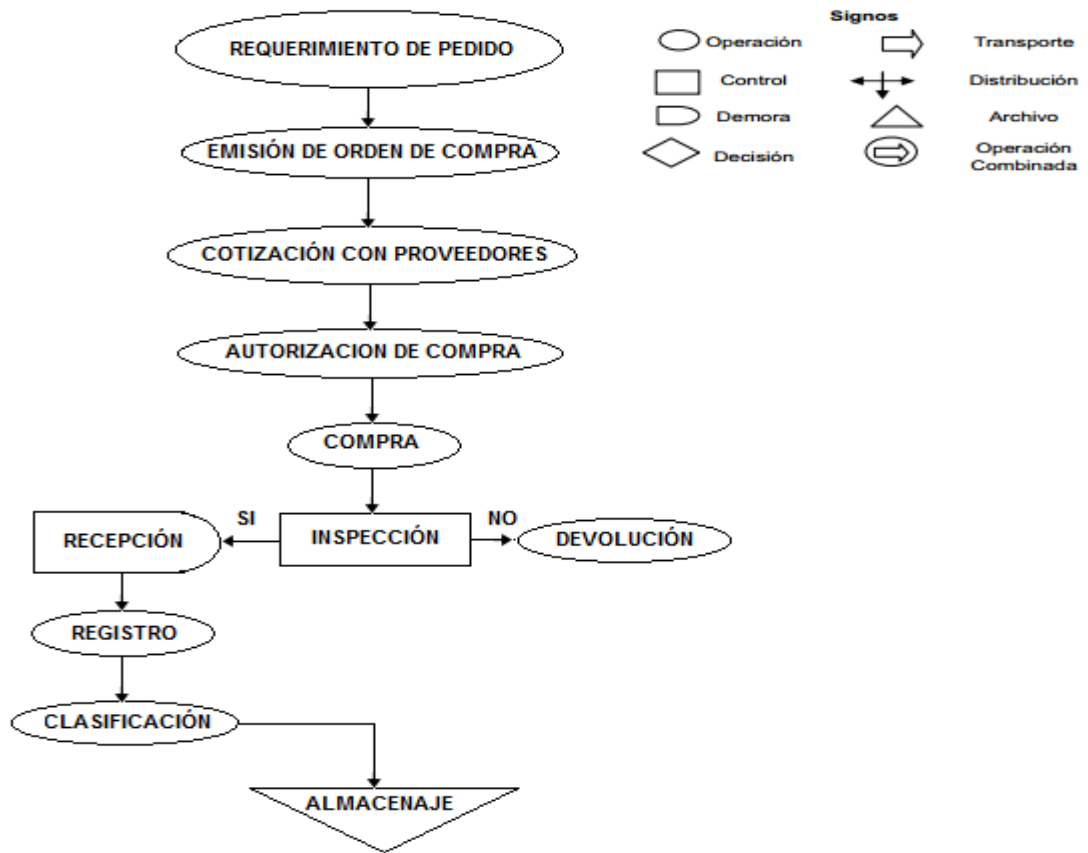 REQUERIMIENTO DE PEDIDO
EMISIÓN DE ORDEN DE COMPRA
COTIZACIÓN CON PROVEEDORES
AUTORIZACION DE COMPRA
COMPRA
SI
NO
RECEPCIÓN
INSPECCIÓN
DEVOLUCIÓN
REGISTRO
CLASIFICACIÓN
ALMACENAJE
Signos
Operación
Transporte
Control
Distribución
Demora
Archivo
Decisión
Operación
Combinada